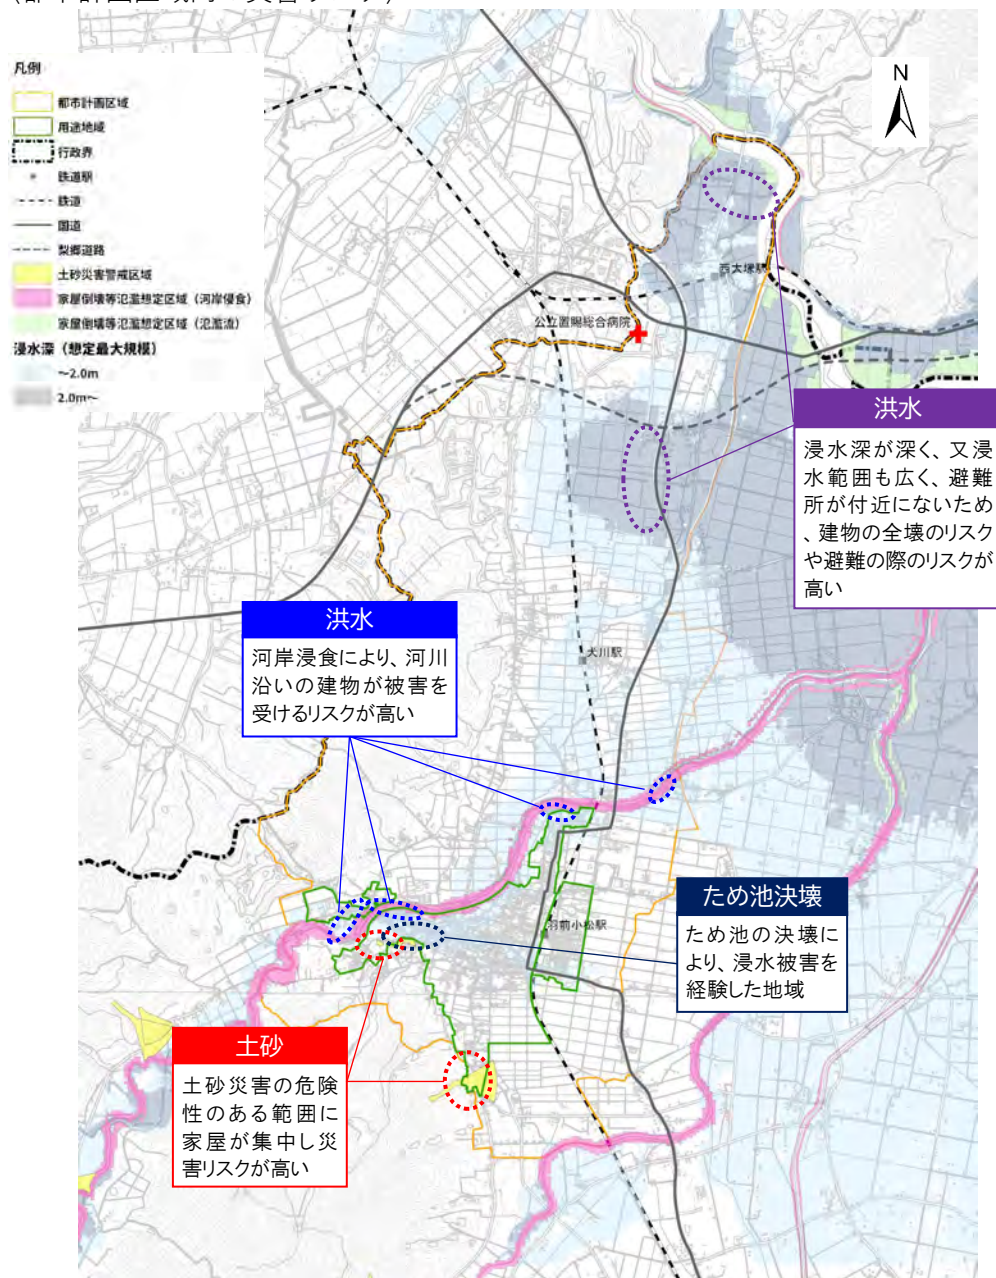 凡例
都市計画区域
用途地域
行政界
鉄道駅
鉄道
国道
梨郷道路
土砂災害警戒区域
家屋倒壊等氾濫想定区域（河岸侵食）
家屋倒壊等氾濫想定区域（氾濫流）
浸水深（想定最大規模）
～2.0m
2.0m～
N
西大塚駅
公立置賜総合病院
洪水
浸水深が深く、又浸
水範囲も広く、避難
所が付近にないため
、建物の全壊のリスク
や避難の際のリスクが
高い
洪水
河岸浸食により、河川
沿いの建物が被害を
受けるリスクが高い
犬川駅
ため池決壊
ため池の決壊に
より、浸水被害を
経験した地域
羽前小松駅
土砂
土砂災害の危険
性のある範囲に
家屋が集中し災
害リスクが高い